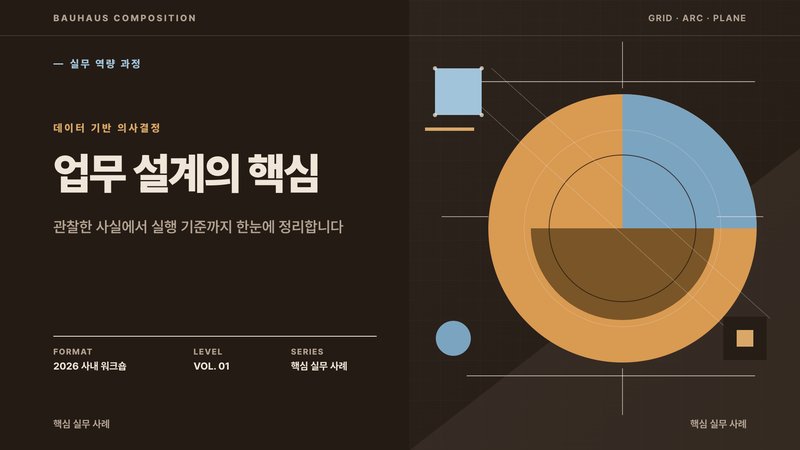 BAUHAUS COMPOSITION
GRID · ARC · PLANE
— 실무 역량 과정
데이터 기반 의사결정
업무 설계의 핵심
관찰한 사실에서 실행 기준까지 한눈에 정리합니다
FORMAT
2026 사내 워크숍
LEVEL
VOL. 01
SERIES
핵심 실무 사례
핵심 실무 사례
핵심 실무 사례